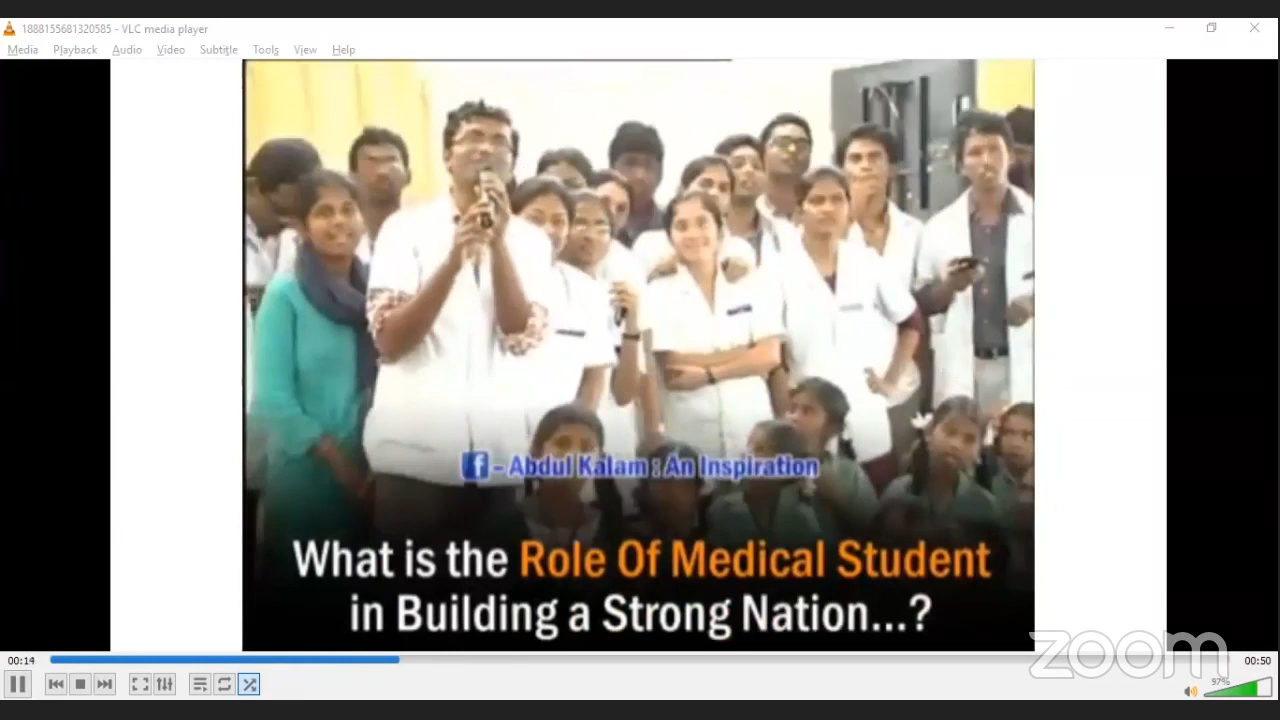 1888155681320585 - VLC media player
Media Playback Audio Video Subtitle Tools View Help
f - Abdul Kalam : An Inspiration
What is the Role Of Medical Student
in Building a Strong Nation...?
zoom
00:14
00:50
97%